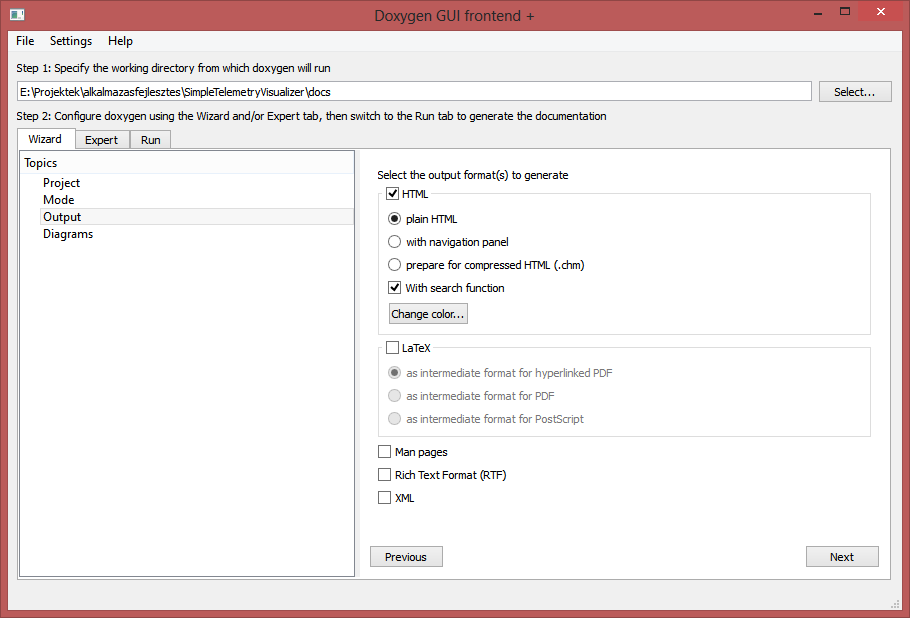 Doxygen GUI frontend +
File Settings Help
Step 1: Specify the working directory from which doxygen will run
E:\Projektek\alkalmazasfejlesztes\SimpleTelemetryVisualizer\docs
Select...
Step 2: Configure doxygen using the Wizard and/or Expert tab, then switch to the Run tab to generate the documentation
Wizard Expert Run
Topics
Project
Mode
Output
Diagrams
Select the output format(s) to generate
HTML
plain HTML
with navigation panel
prepare for compressed HTML (.chm)
With search function
Change color...
LaTeX
as intermediate format for hyperlinked PDF
as intermediate format for PDF
as intermediate format for PostScript
Man pages
Rich Text Format (RTF)
XML
Previous Next